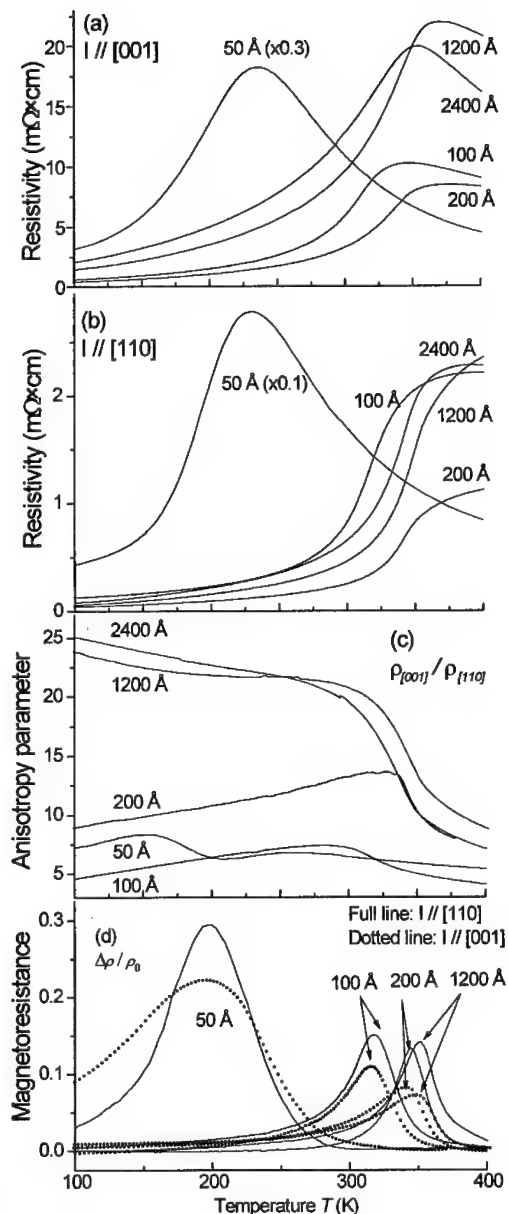 (a)
I // [001]
50 Å (x0.3)
1200 Å
2400 Å
100 Å
200 Å
Resistivity (mΩ×cm)
20
15
10
5
0
(b)
I // [110]
50 Å (x0.1)
2400 Å
100 Å
1200 Å
200 Å
Resistivity (mΩ×cm)
2
1
0
(c)
ρ[001] / ρ[110]
2400 Å
1200 Å
200 Å
50 Å
100 Å
Anisotropy parameter
25
20
15
10
5
(d)
Δρ / ρ0
Full line: I // [110]
Dotted line: I // [001]
50 Å
100 Å
200 Å
1200 Å
Magnetoresistance
0.3
0.2
0.1
0.0
100
200
300
400
Temperature T (K)